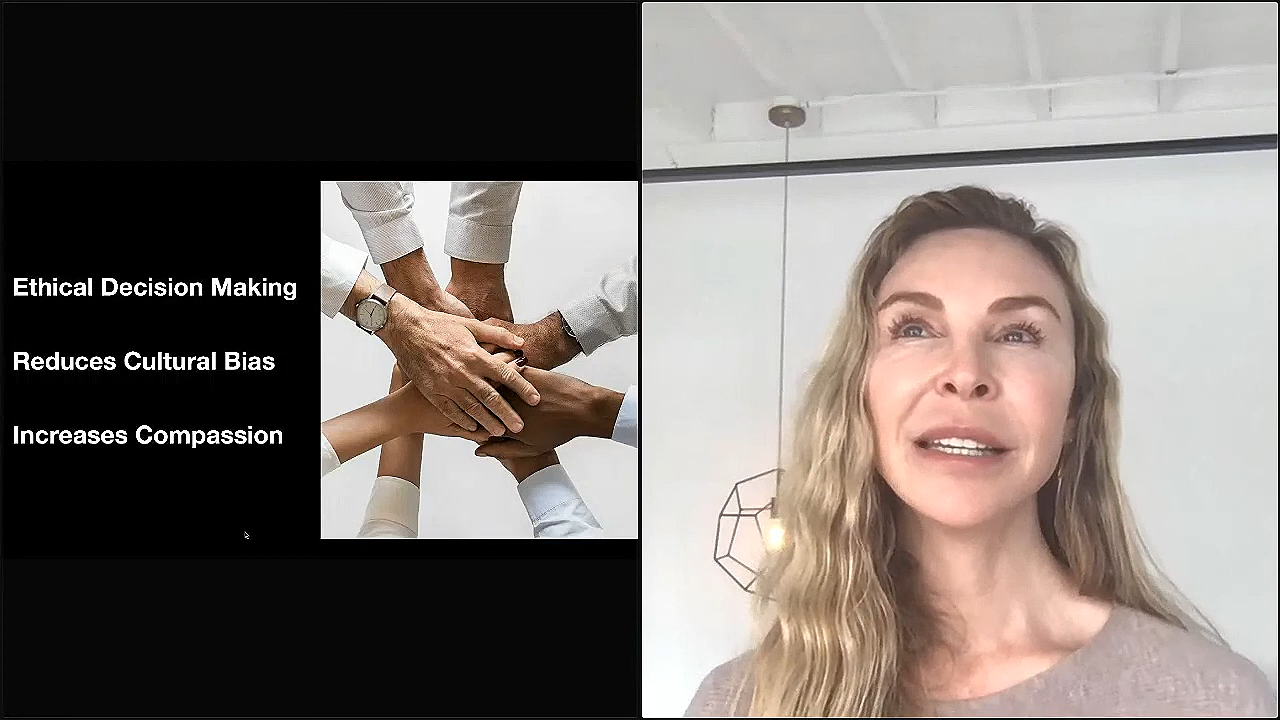 Ethical Decision Making
Reduces Cultural Bias
Increases Compassion